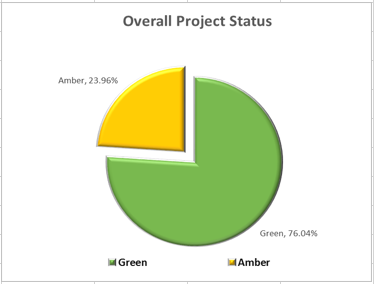 Overall Project Status
Amber, 23.96%
Green, 76.04%
Green
Amber